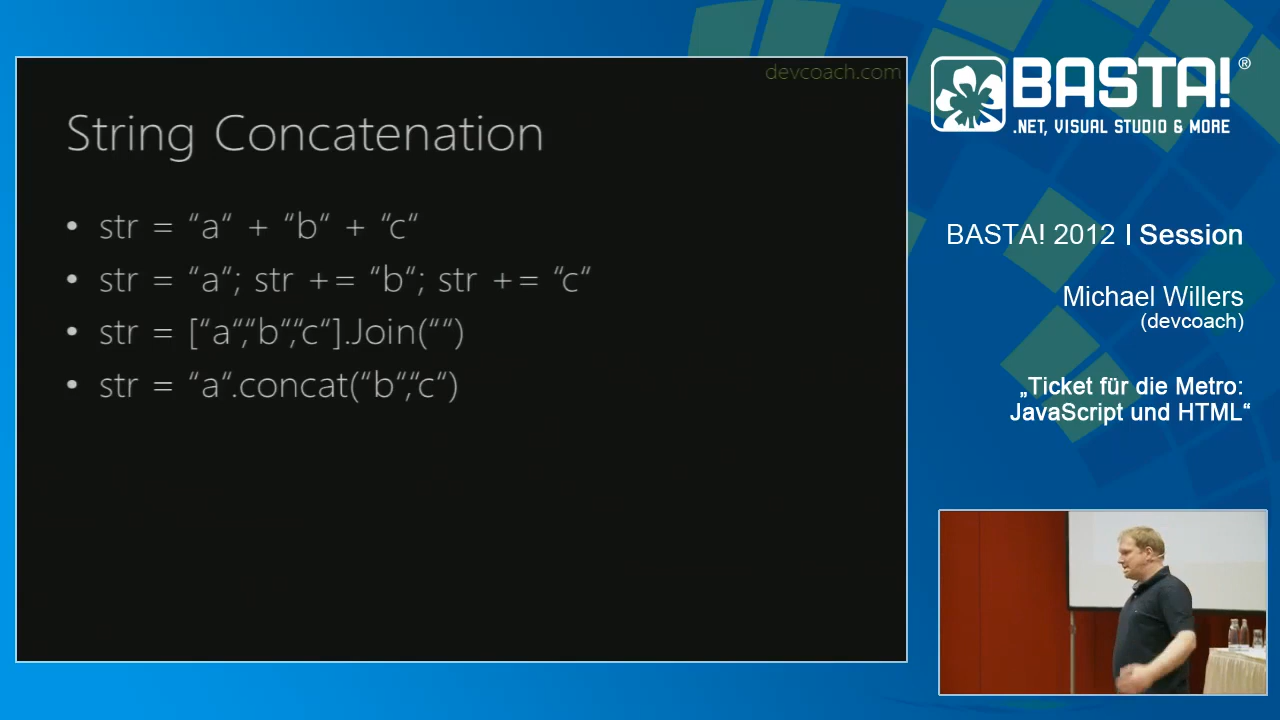 devcoach.com
String Concatenation
• str = “a“ + “b“ + “c“
• str = “a“; str += “b“; str += “c“
• str = [“a“,“b“,“c“].Join(““)
• str = “a“.concat(“b“,“c“)
BASTA!®
.NET, VISUAL STUDIO & MORE
BASTA! 2012 I Session
Michael Willers
(devcoach)
„Ticket für die Metro:
JavaScript und HTML“